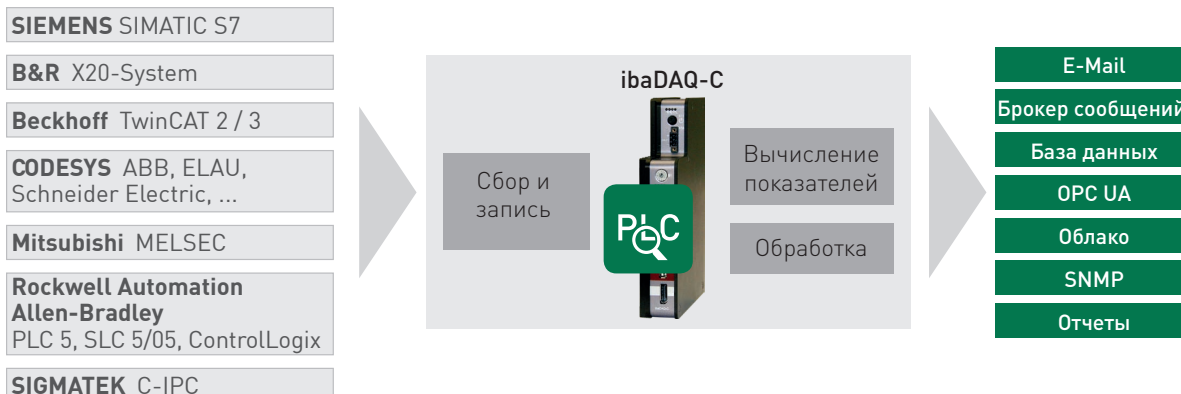 SIEMENS SIMATIC S7
B&R X20-System
Beckhoff TwinCAT 2 / 3
CODESYS ABB, ELAU,
Schneider Electric, ...
Mitsubishi MELSEC
Rockwell Automation
Allen-Bradley
PLC 5, SLC 5/05, ControlLogix
SIGMATEK C-IPC
ibaDAQ-C
Сбор и
запись
PLC
Вычисление
показателей
Обработка
E-Mail
Брокер сообщений
База данных
OPC UA
Облако
SNMP
Отчеты